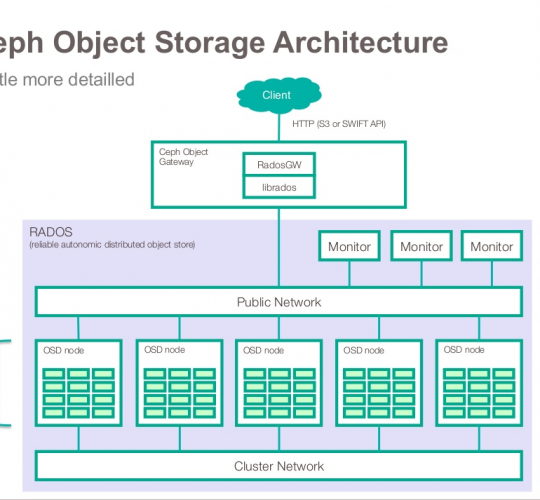 eph Object Storage Architecture
tle more detailled
Client
HTTP (S3 or SWIFT API)
Ceph Object
Gateway
RadosGW
librados
RADOS
(reliable autonomic distributed object store)
Monitor
Monitor
Monitor
Public Network
OSD node
OSD node
OSD node
OSD node
OSD node
Cluster Network